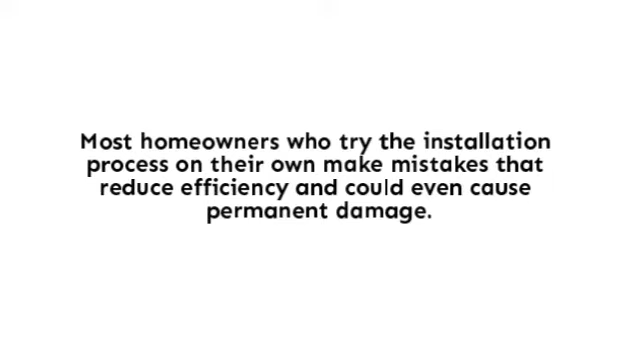 Most homeowners who try the installation
process on their own make mistakes that
reduce efficiency and could even cause
permanent damage.